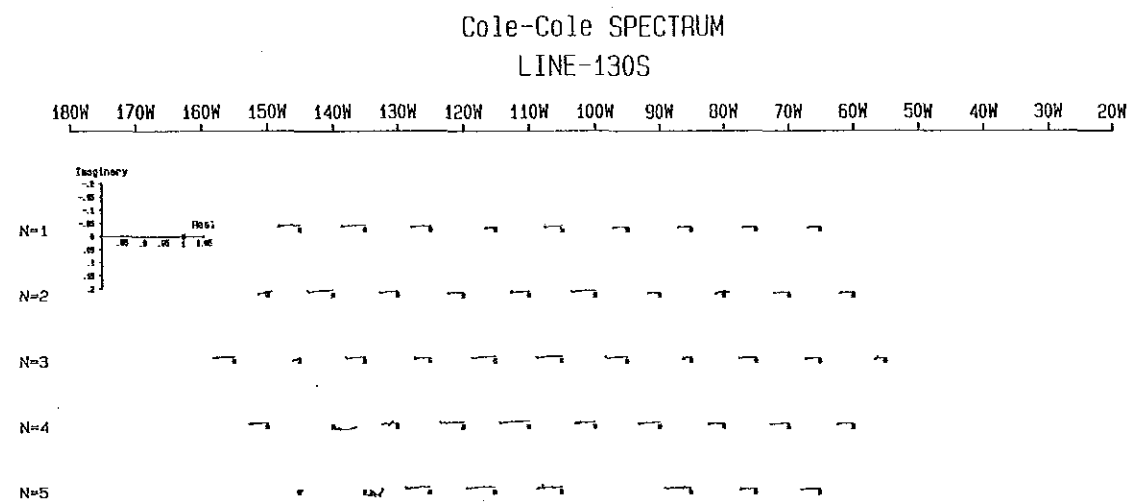 Cole-Cole SPECTRUM
LINE-130S
180W 170W 160W 150W 140W 130W 120W 110W 100W 90W 80W 70W 60W 50W 40W 30W 20W
Imaginary
Real
N=1
N=2
N=3
N=4
N=5